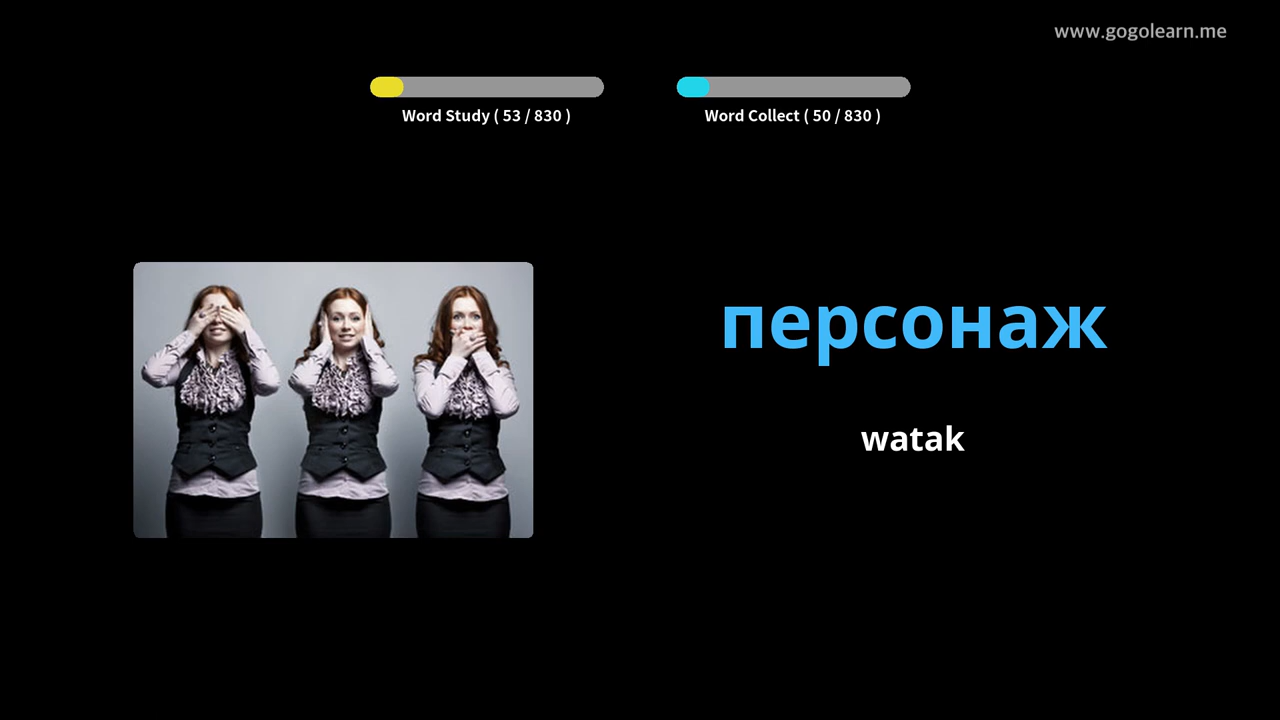 www.gogolearn.me
Word Study ( 53 / 830 )
Word Collect ( 50 / 830 )
персонаж
watak